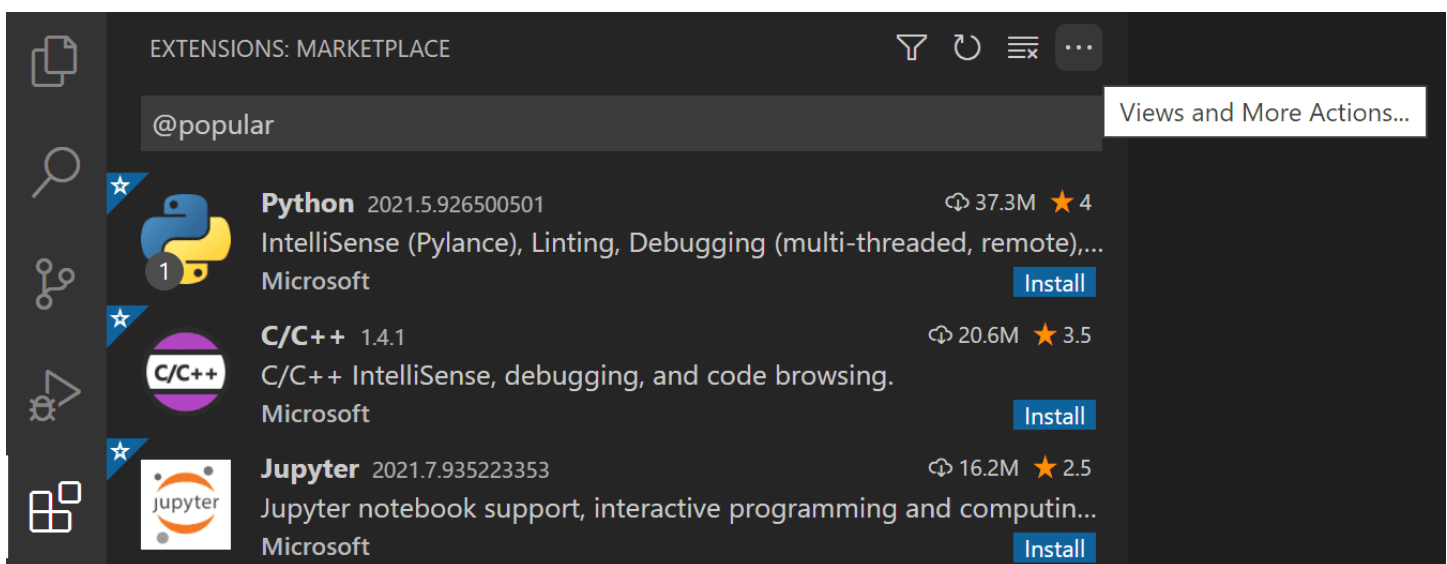 EXTENSIONS: MARKETPLACE
@popular
Views and More Actions...
Python 2021.5.926500501 37.3M ★ 4
IntelliSense (Pylance), Linting, Debugging (multi-threaded, remote),...
1
Microsoft Install
C/C++ 1.4.1 20.6M ★ 3.5
C/C++
C/C++ IntelliSense, debugging, and code browsing.
Microsoft Install
Jupyter 2021.7.935223353 16.2M ★ 2.5
jupyter
Jupyter notebook support, interactive programming and computin...
Microsoft Install